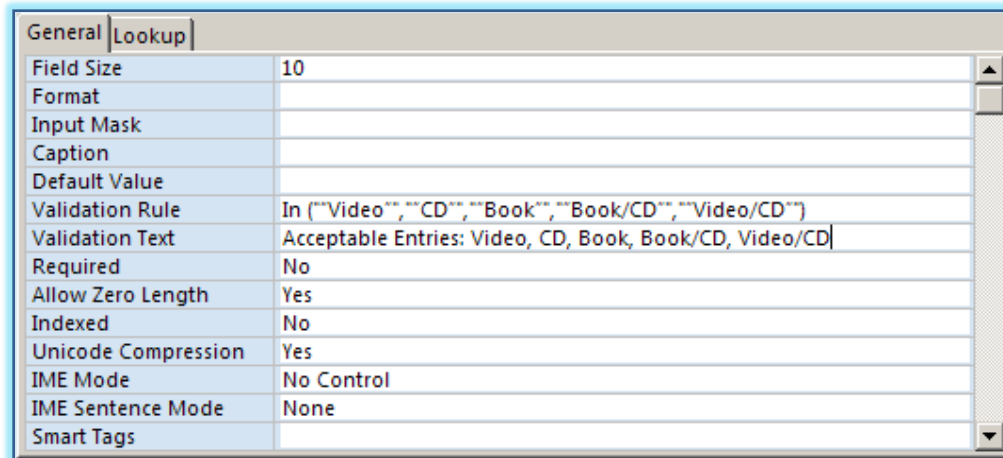 General Lookup
Field Size 10
Format
Input Mask
Caption
Default Value
Validation Rule In (""Video"",""CD"",""Book"",""Book/CD"",""Video/CD"")
Validation Text Acceptable Entries: Video, CD, Book, Book/CD, Video/CD
Required No
Allow Zero Length Yes
Indexed No
Unicode Compression Yes
IME Mode No Control
IME Sentence Mode None
Smart Tags